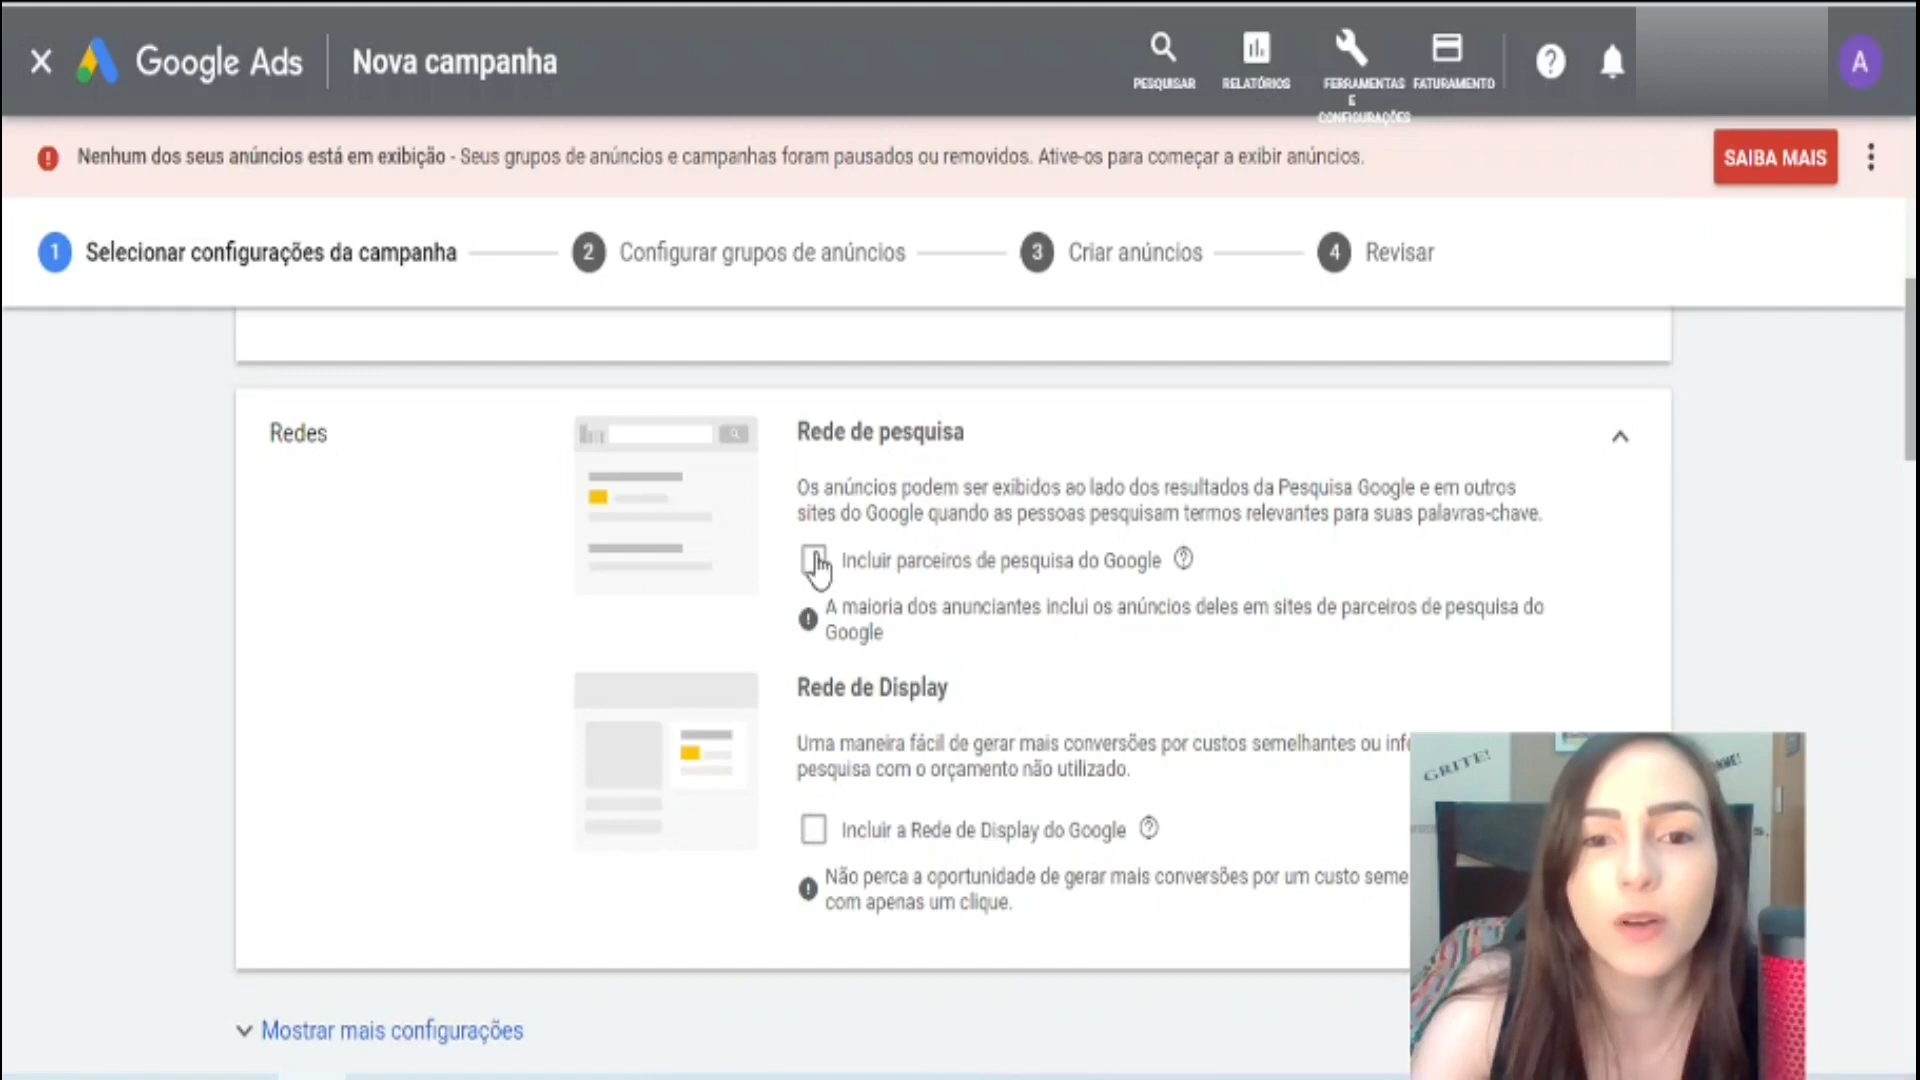 Google Ads
Nova campanha
PESQUISAR
RELATÓRIOS
FERRAMENTAS
E
CONFIGURAÇÕES
FATURAMENTO
A
Nenhum dos seus anúncios está em exibição - Seus grupos de anúncios e campanhas foram pausados ou removidos. Ative-os para começar a exibir anúncios.
SAIBA MAIS
1 Selecionar configurações da campanha
2 Configurar grupos de anúncios
3 Criar anúncios
4 Revisar
Redes
Rede de pesquisa
Os anúncios podem ser exibidos ao lado dos resultados da Pesquisa Google e em outros
sites do Google quando as pessoas pesquisam termos relevantes para suas palavras-chave.
Incluir parceiros de pesquisa do Google
A maioria dos anunciantes inclui os anúncios deles em sites de parceiros de pesquisa do
Google
Rede de Display
Uma maneira fácil de gerar mais conversões por custos semelhantes ou
pesquisa com o orçamento não utilizado.
Incluir a Rede de Display do Google
Não perca a oportunidade de gerar mais conversões por um custo
com apenas um clique.
GRITE!
Mostrar mais configurações